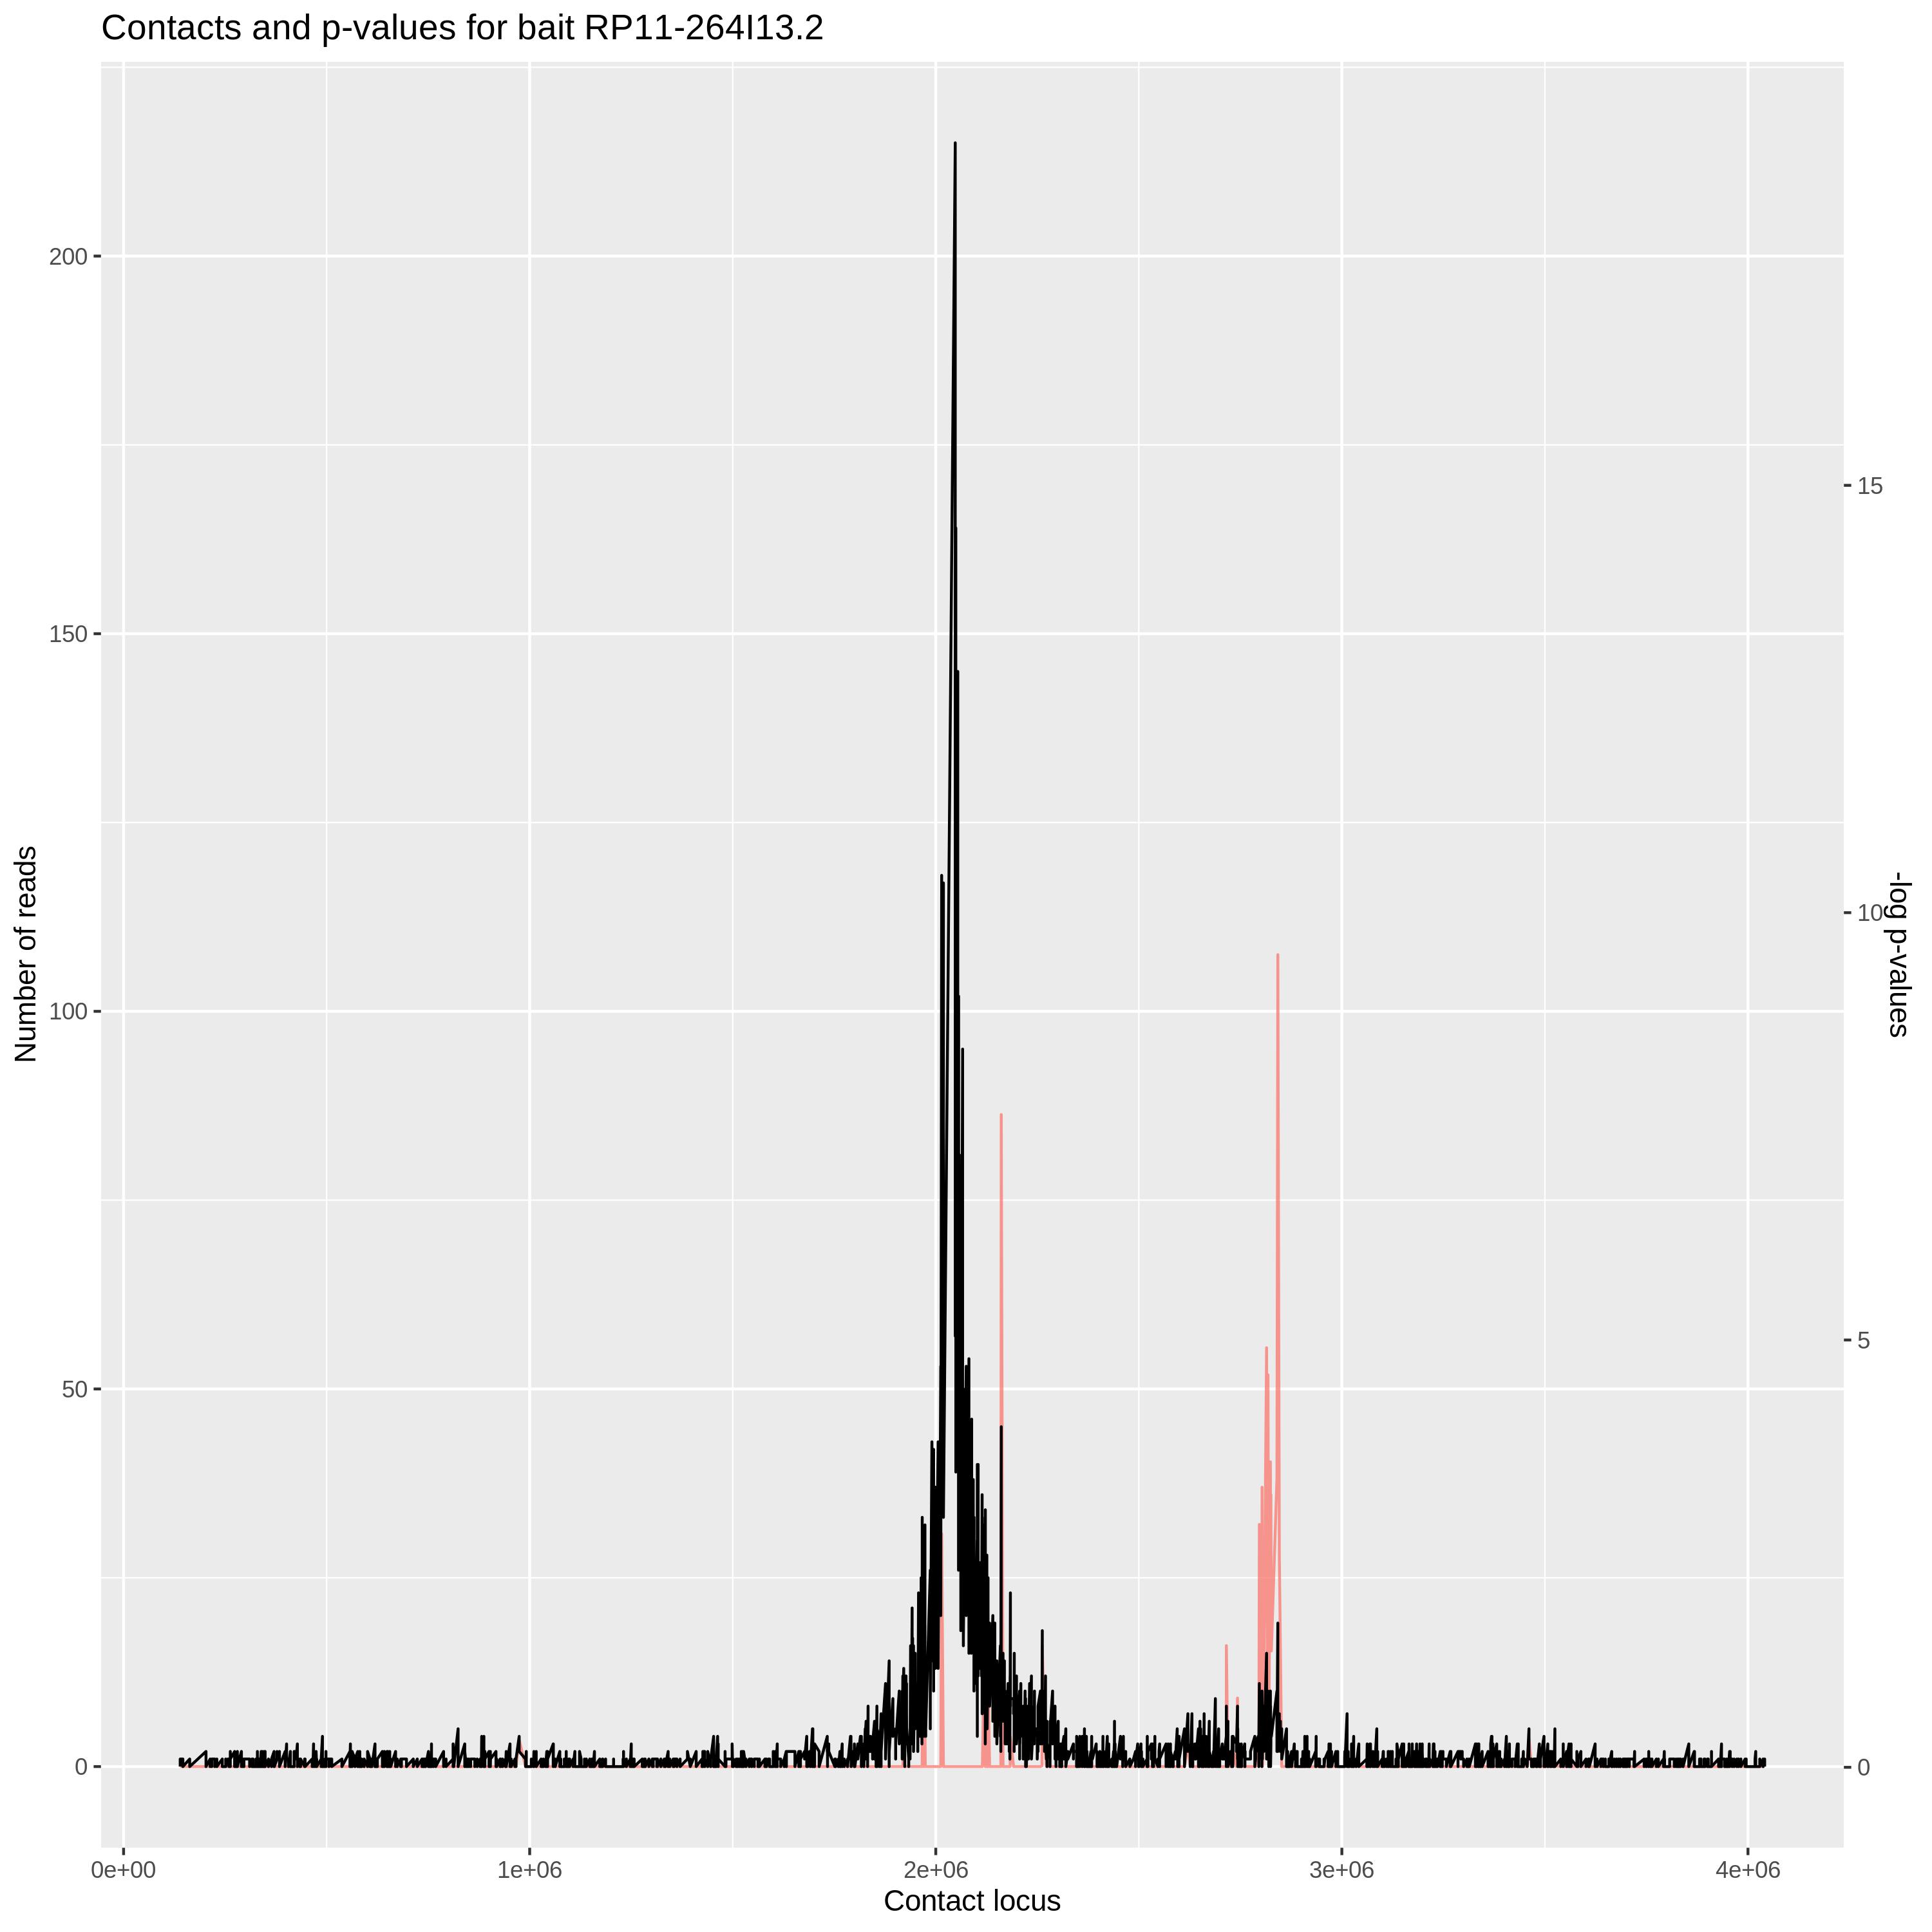 Contacts and p-values for bait RP11-264I13.2
200
150
100
50
0
Number of reads
15
10
5
0
-log p-values
0e+00
1e+06
2e+06
3e+06
4e+06
Contact locus